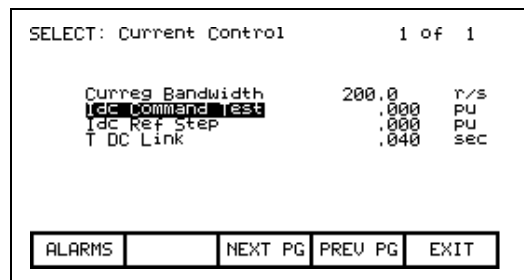 SELECT: Current Control 1 of 1
Curreg Bandwidth 200.0 r/s
Idc Command Test .000 pu
Idc Ref Step .000 pu
T DC Link .040 sec
ALARMS NEXT PG PREV PG EXIT